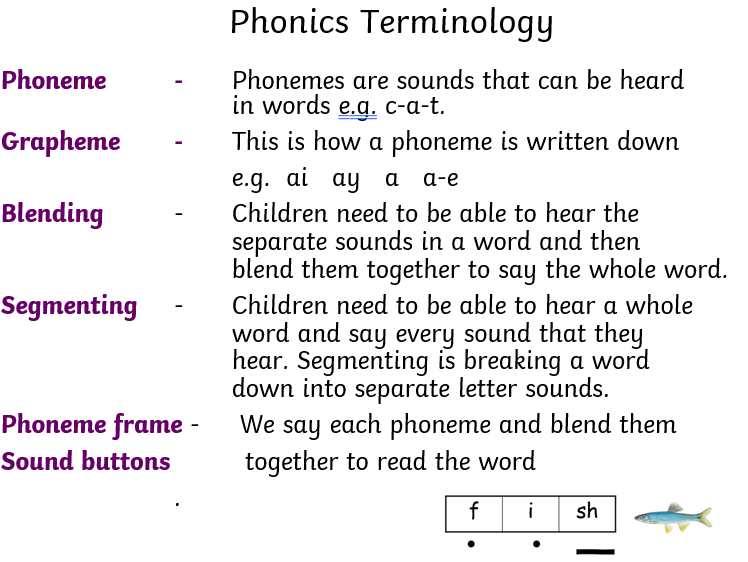 Phonics Terminology
Phoneme - Phonemes are sounds that can be heard
in words e.g. c-a-t.
Grapheme - This is how a phoneme is written down
e.g. ai ay a a-e
Blending - Children need to be able to hear the
separate sounds in a word and then
blend them together to say the whole word.
Segmenting - Children need to be able to hear a whole
word and say every sound that they
hear. Segmenting is breaking a word
down into separate letter sounds.
Phoneme frame - We say each phoneme and blend them
Sound buttons together to read the word
.
f i sh